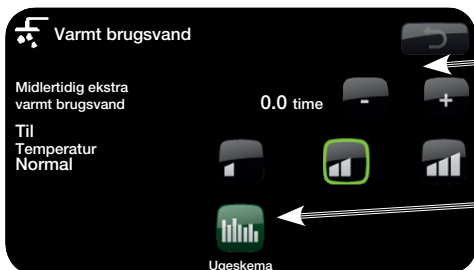 Varmt brugsvand
Midlertidig ekstra
varmt brugsvand
0.0 time
-
+
Til
Temperatur
Normal
Ugeskema